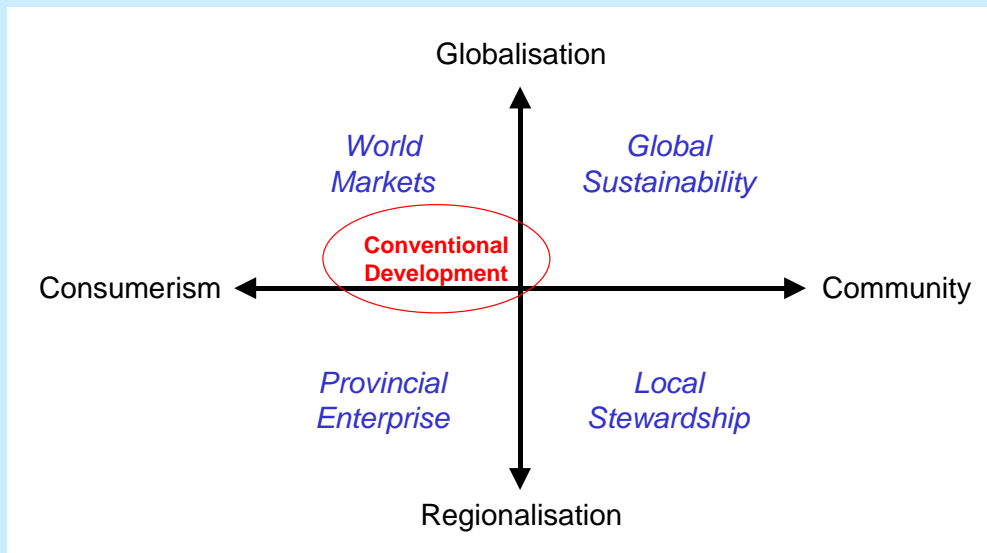 Globalisation
World
Markets
Global
Sustainability
Conventional
Development
Consumerism
Community
Provincial
Enterprise
Local
Stewardship
Regionalisation